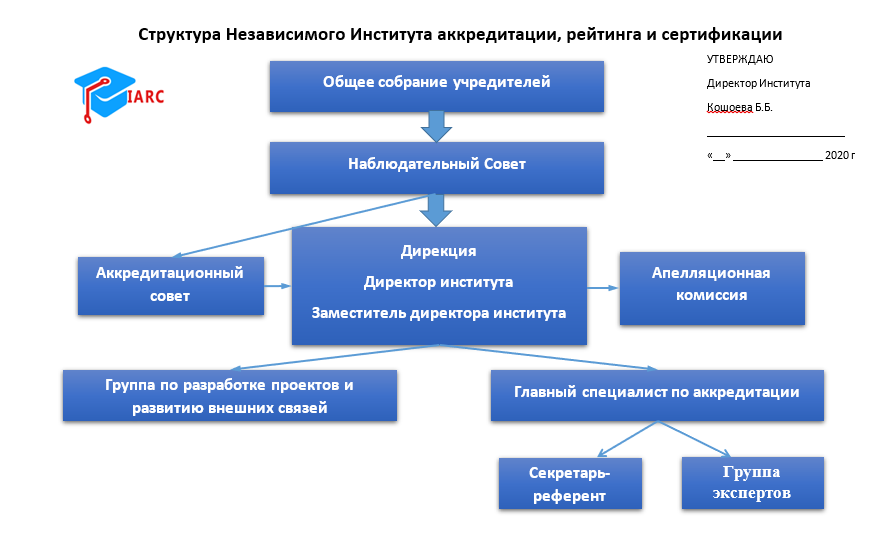 Структура Независимого Института аккредитации, рейтинга и сертификации
УТВЕРЖДАЮ
Директор Института
Кошоева Б.Б.
«__» ________________ 2020 г
IARC
Общее собрание учредителей
Наблюдательный Совет
Дирекция
Директор института
Заместитель директора института
Аккредитационный
совет
Апелляционная
комиссия
Группа по разработке проектов и
развитию внешних связей
Главный специалист по аккредитации
Секретарь-
референт
Группа
экспертов